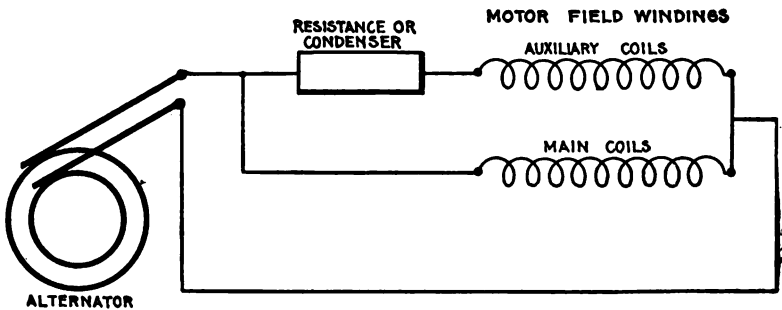 MOTOR FIELD WINDINGS
RESISTANCE OR
CONDENSER
AUXILIARY COILS
MAIN COILS
ALTERNATOR